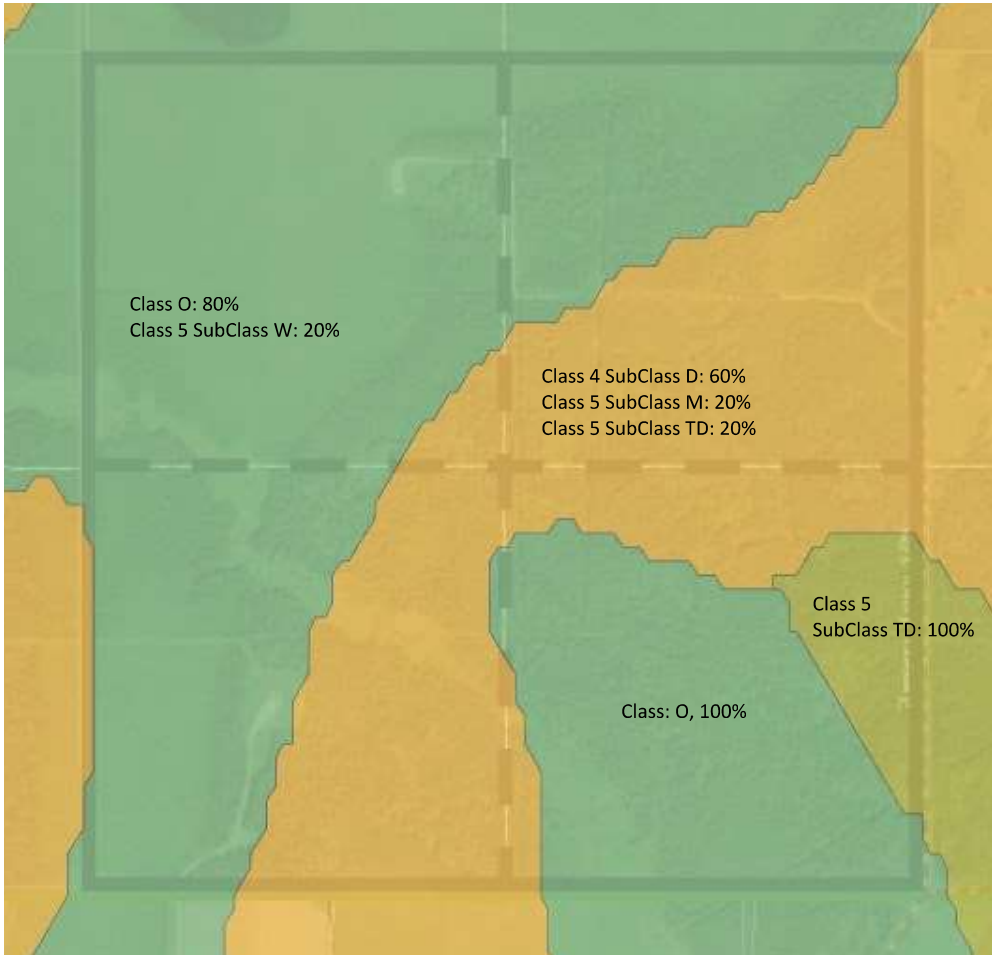 Class O: 80%
Class 5 SubClass W: 20%
Class 4 SubClass D: 60%
Class 5 SubClass M: 20%
Class 5 SubClass TD: 20%
Class 5
SubClass TD: 100%
Class: O, 100%